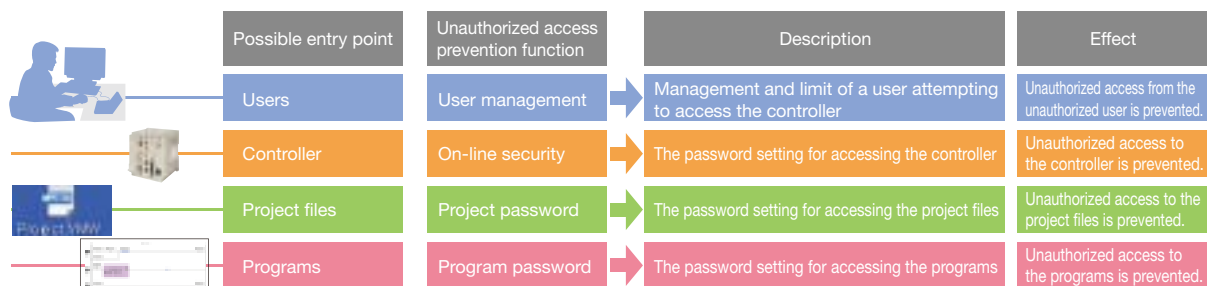 Possible entry point
Unauthorized access
prevention function
Description
Effect
Users
User management
Management and limit of a user attempting
to access the controller
Unauthorized access from the
unauthorized user is prevented.
Controller
On-line security
The password setting for accessing the controller
Unauthorized access to
the controller is prevented.
Project files
Project password
The password setting for accessing the project files
Unauthorized access to the
project files is prevented.
Programs
Program password
The password setting for accessing the programs
Unauthorized access to
the programs is prevented.